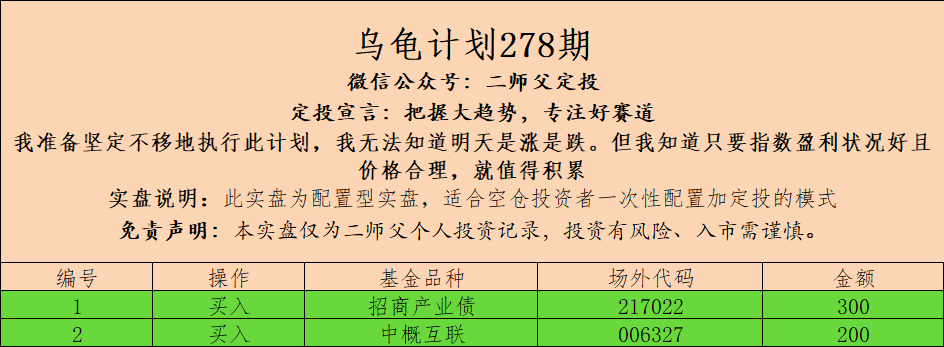 乌龟计划278期
微信公众号：二师父定投
定投宣言：把握大趋势，专注好赛道
我准备坚定不移地执行此计划，我无法知道明天是涨是跌。但我知道只要指数盈利状况好且
价格合理，就值得积累
实盘说明：此实盘为配置型实盘，适合空仓投资者一次性配置加定投的模式
免责声明：本实盘仅为二师父个人投资记录，投资有风险、入市需谨慎。
编号 操作 基金品种 场外代码 金额
1 买入 招商产业债 217022 300
2 买入 中概互联 006327 200